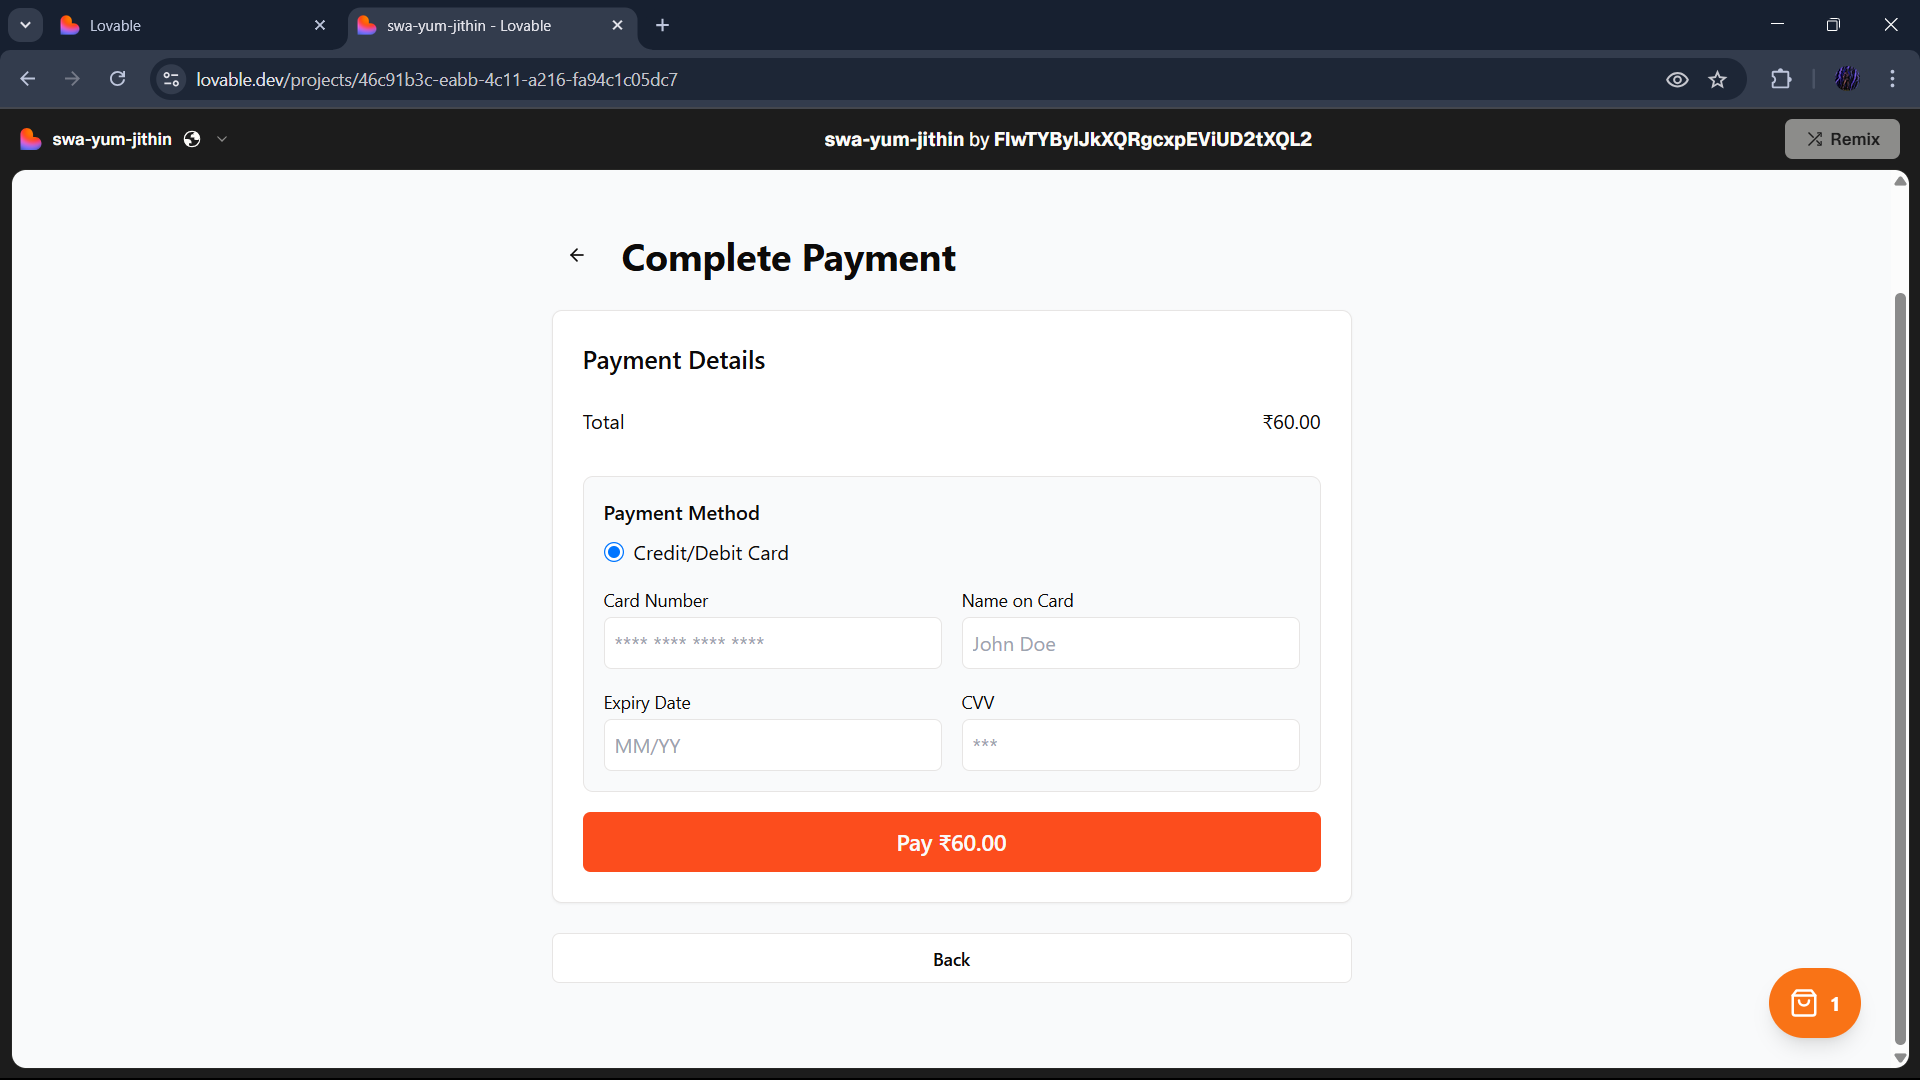 Lovable
swa-yum-jithin - Lovable
lovable.dev/projects/46c91b3c-eabb-4c11-a216-fa94c1c05dc7
swa-yum-jithin
swa-yum-jithin by FlwTYByIJkXQRgcxpEViUD2tXQL2
Remix
Complete Payment
Payment Details
Total ₹60.00
Payment Method
Credit/Debit Card
Card Number Name on Card
**** **** **** **** John Doe
Expiry Date CVV
MM/YY ***
Pay ₹60.00
Back
1